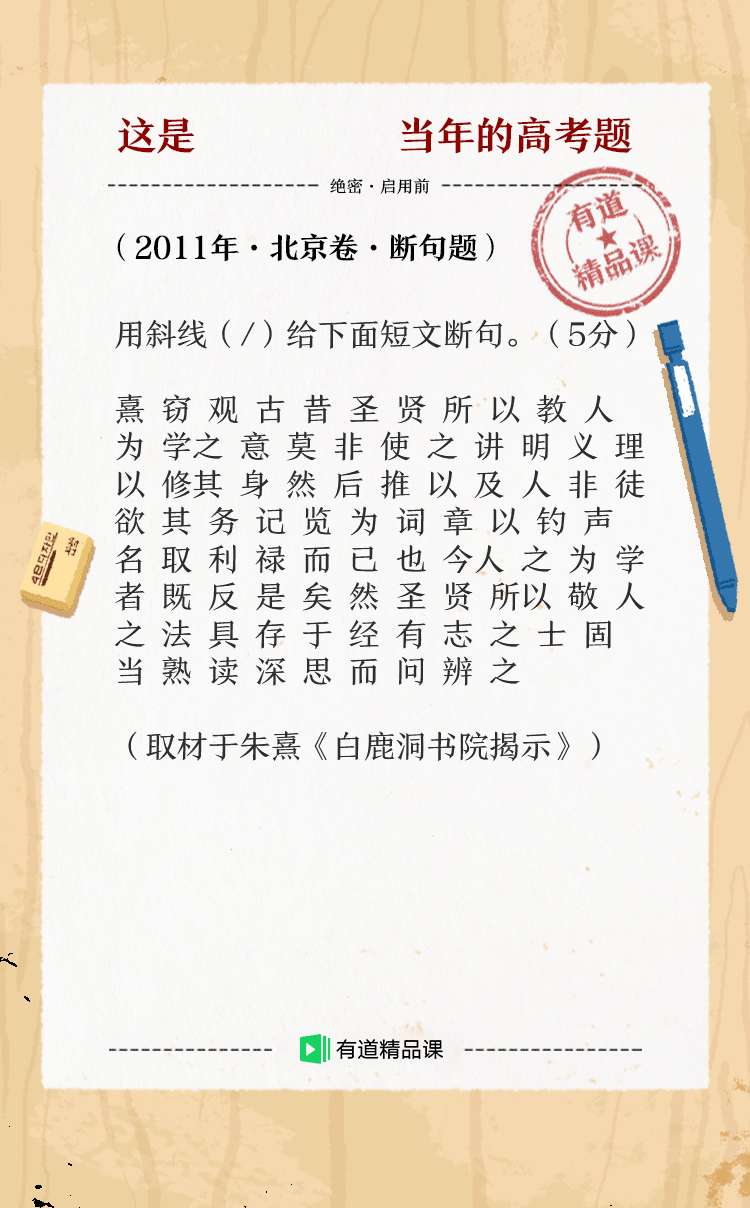 这是 当年的高考题
绝密·启用前
有道
精品课
（2011年·北京卷·断句题）
用斜线（/）给下面短文断句。（5分）
熹 窃 观 古 昔 圣 贤 所 以 教 人
为 学之 意 莫 非 使 之 讲 明 义 理
以 修其 身 然 后 推 以 及 人 非 徒
欲 其 务 记 览 为 词 章 以 钓 声
名 取 利 禄 而 已 也 今人 之 为 学
者 既 反 是 矣 然 圣 贤 所以 敬 人
之 法 具 存 于 经 有 志 之 士 固
当 熟 读 深 思 而 问 辨 之
（取材于朱熹《白鹿洞书院揭示》）
有道精品课